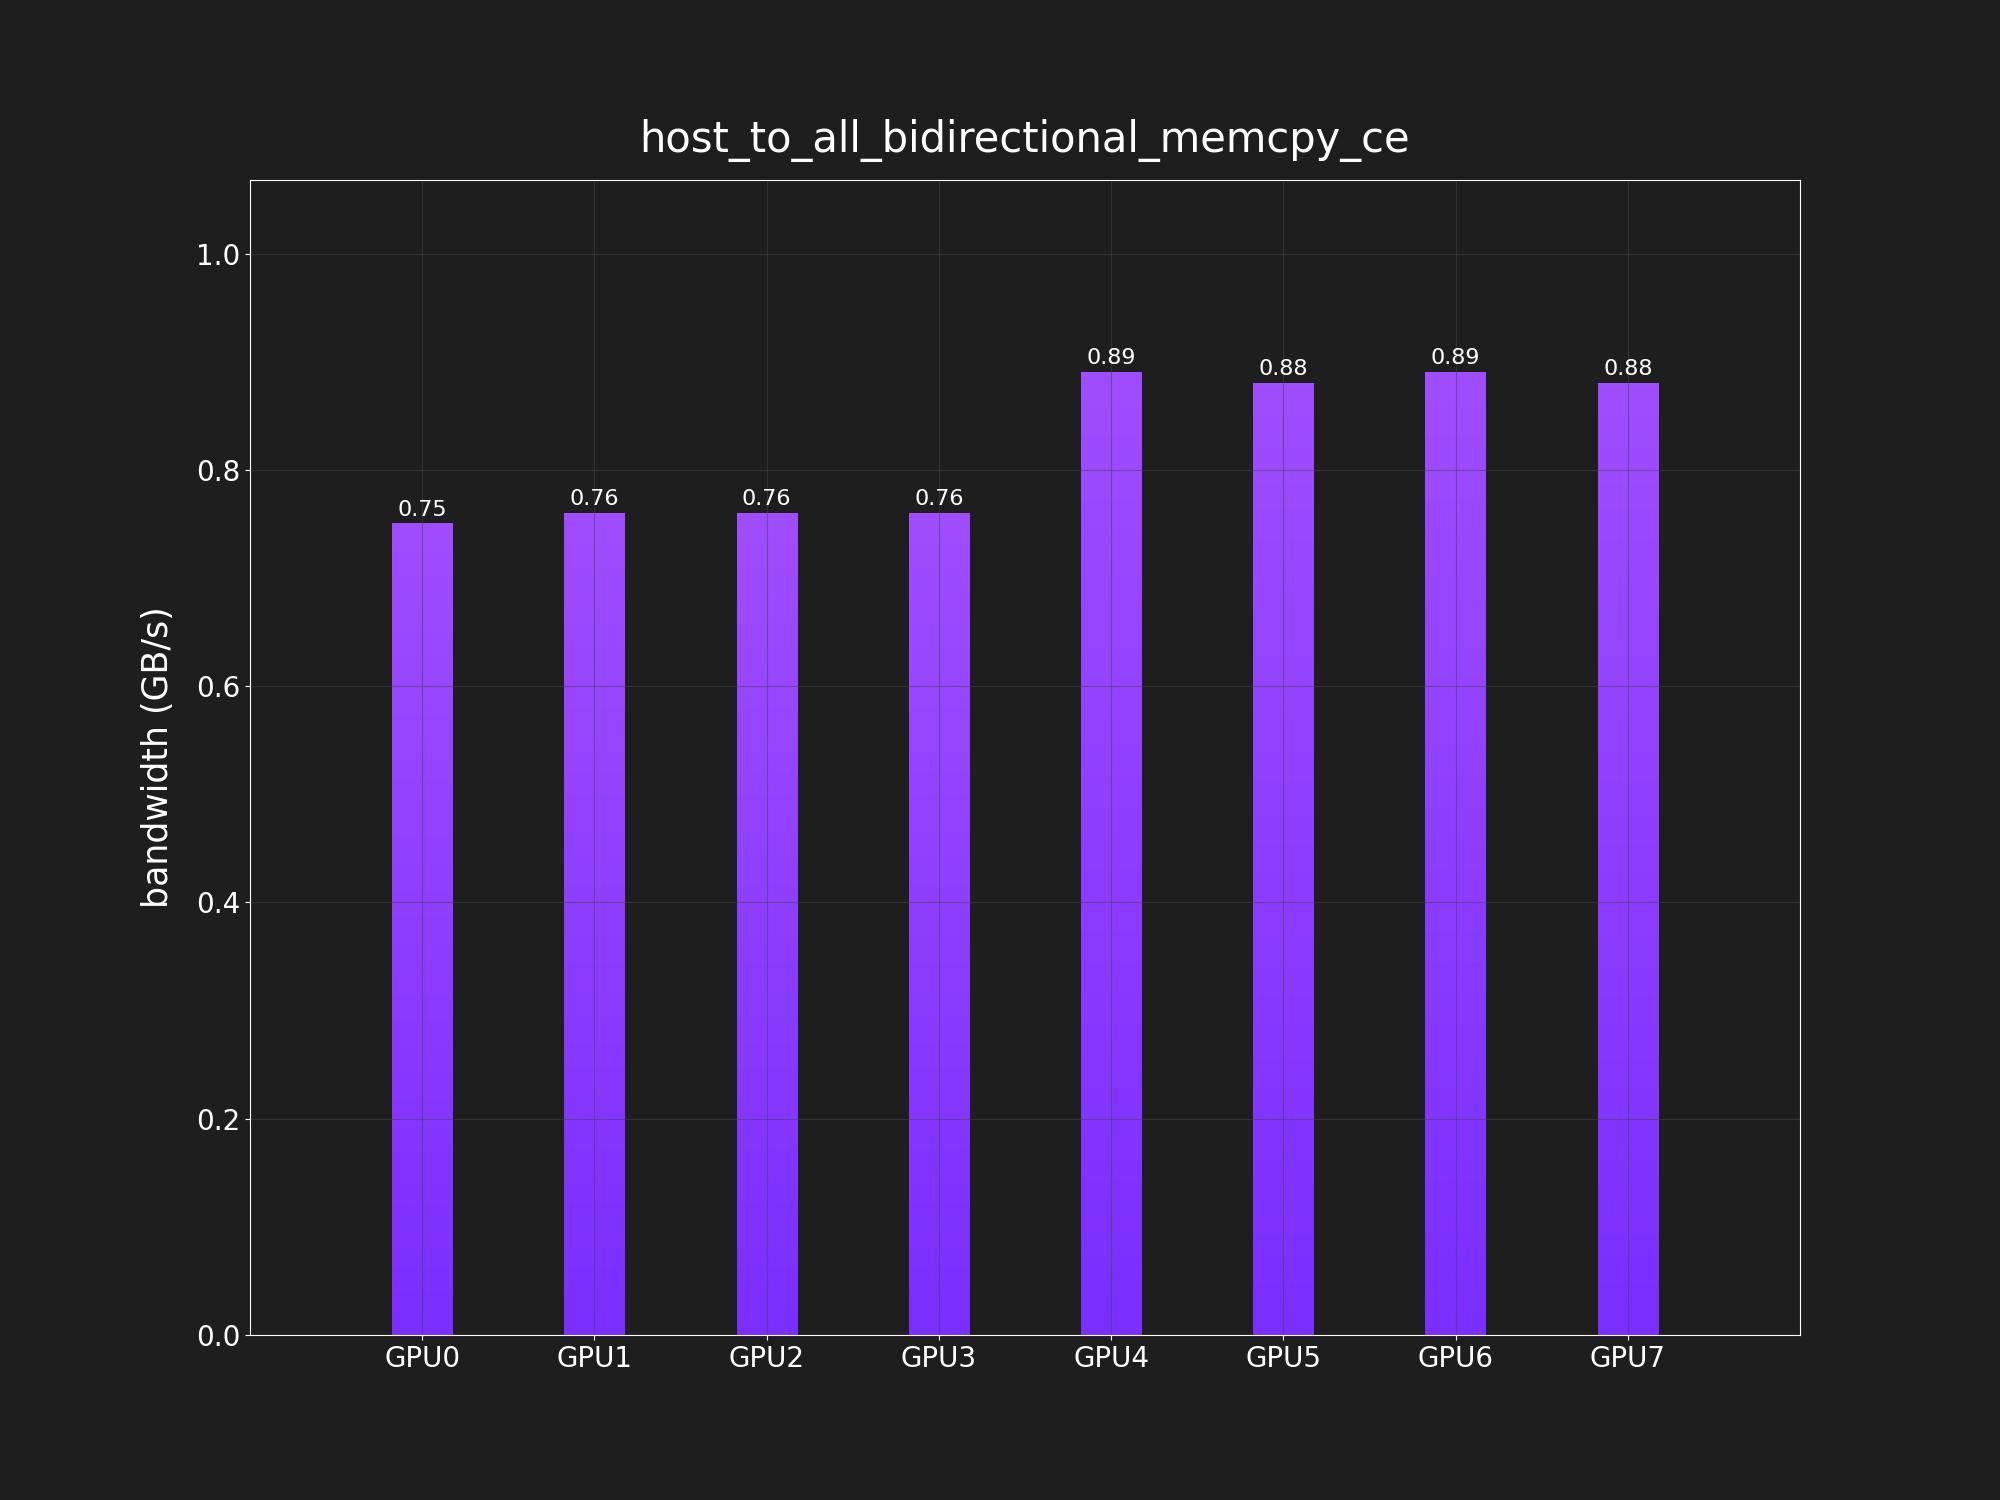 host_to_all_bidirectional_memcpy_ce
bandwidth (GB/s)
1.0
0.8
0.6
0.4
0.2
0.0
0.75
0.76
0.76
0.76
0.89
0.88
0.89
0.88
GPU0
GPU1
GPU2
GPU3
GPU4
GPU5
GPU6
GPU7